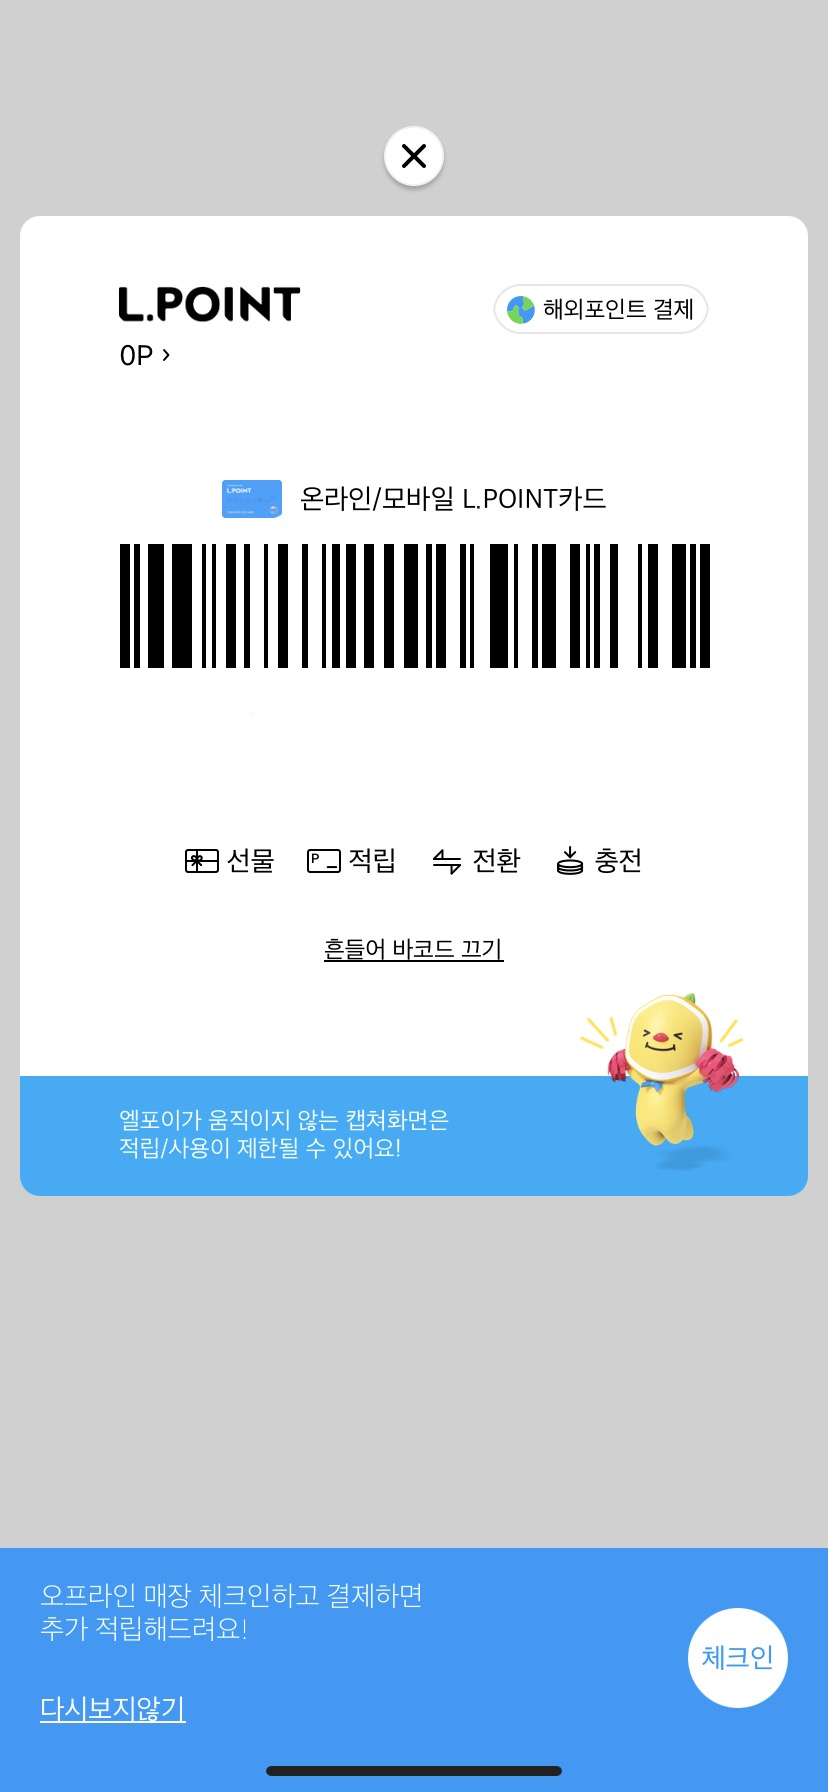 L.POINT
해외포인트 결제
0P
온라인/모바일 L.POINT카드
선물 적립 전환 충전
흔들어 바코드 끄기
엘포이가 움직이지 않는 캡쳐화면은
적립/사용이 제한될 수 있어요!
오프라인 매장 체크인하고 결제하면
추가 적립해드려요!
체크인
다시보지않기